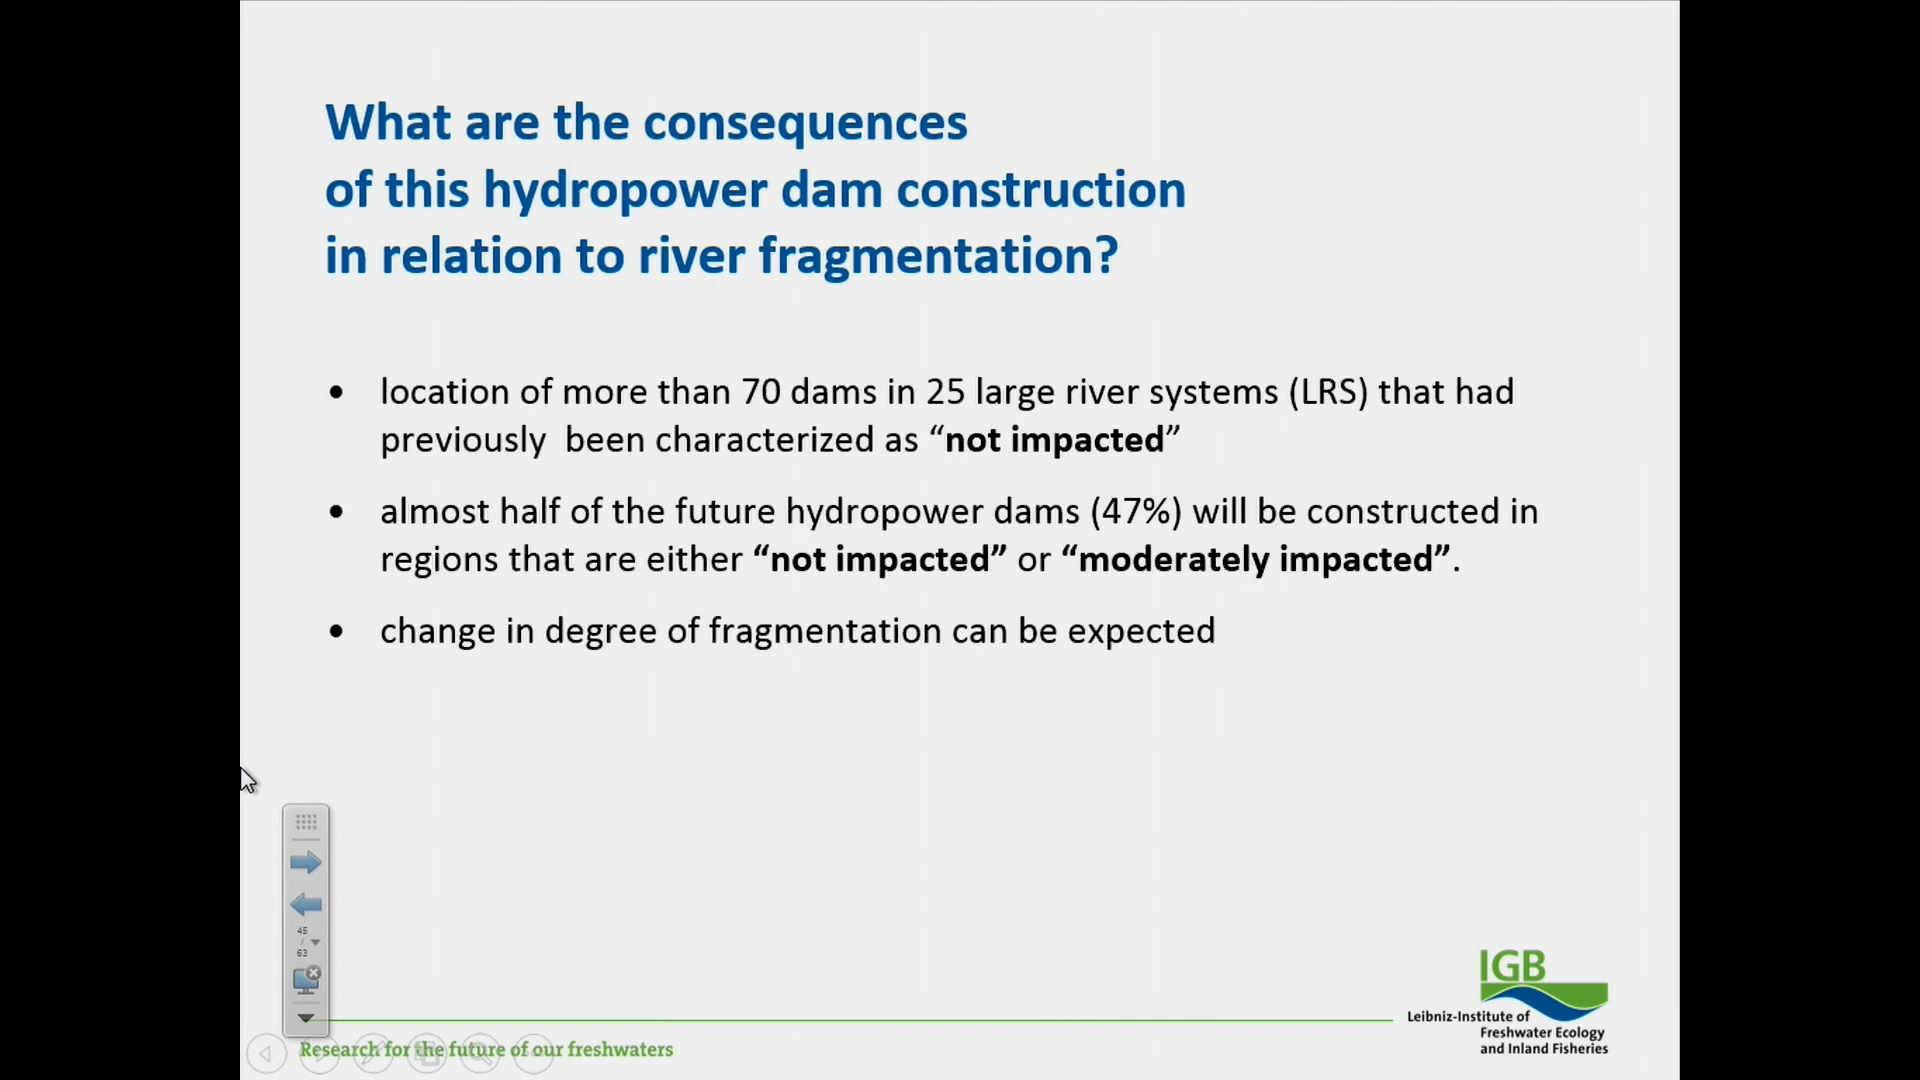 What are the consequences
of this hydropower dam construction
in relation to river fragmentation?
• location of more than 70 dams in 25 large river systems (LRS) that had
previously  been characterized as “not impacted”
• almost half of the future hydropower dams (47%) will be constructed in
regions that are either “not impacted” or “moderately impacted”.
• change in degree of fragmentation can be expected
45
/
63
IGB
Leibniz-Institute of
Freshwater Ecology
and Inland Fisheries
Research for the future of our freshwaters